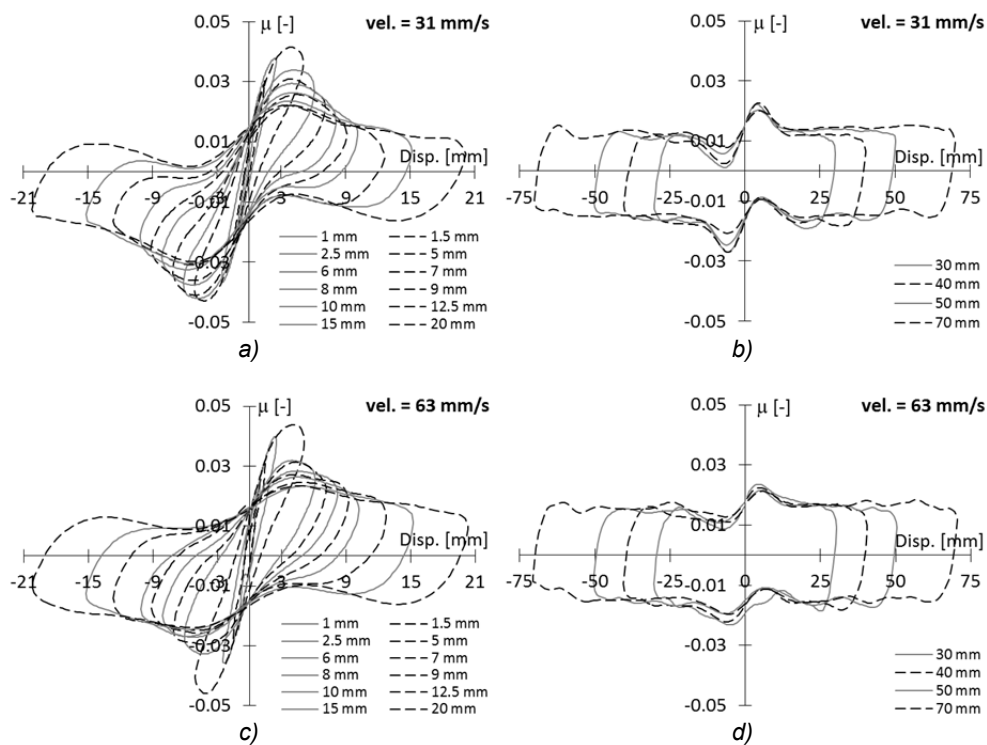 0.05
μ [-]
vel. = 31 mm/s
0.03
0.01
Disp. [mm]
-21 -15 -9 -3 3 9 15 21
-0.01
-0.03
-0.05
1 mm 1.5 mm
2.5 mm 5 mm
6 mm 7 mm
8 mm 9 mm
10 mm 12.5 mm
15 mm 20 mm
a)
0.05
μ [-]
vel. = 31 mm/s
0.03
0.01
Disp. [mm]
-75 -50 -25 0 25 50 75
-0.01
-0.03
-0.05
30 mm
40 mm
50 mm
70 mm
b)
0.05
μ [-]
vel. = 63 mm/s
0.03
0.01
Disp. [mm]
-21 -15 -9 -3 3 9 15 21
-0.01
-0.03
-0.05
1 mm 1.5 mm
2.5 mm 5 mm
6 mm 7 mm
8 mm 9 mm
10 mm 12.5 mm
15 mm 20 mm
c)
0.05
μ [-]
vel. = 63 mm/s
0.03
0.01
Disp. [mm]
-75 -50 -25 0 25 50 75
-0.01
-0.03
-0.05
30 mm
40 mm
50 mm
70 mm
d)